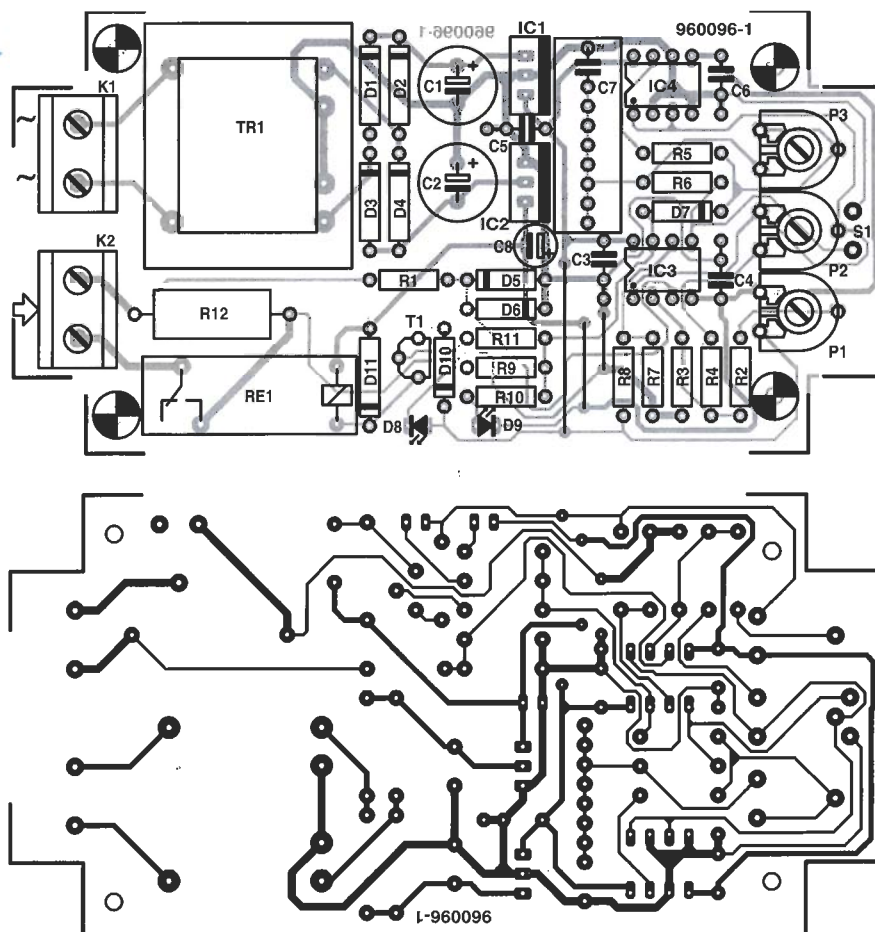 960096-1
960096-1
IC1
K1
~
~
TR1
D1
D2
C1
+
C7
IC4
C6
P3
C5
R5
R6
D7
C2
+
D3
D4
IC2
S1
K2
C8
+
C3
IC3
C4
P2
R1
D5
D6
R12
T1
R11
P1
D11
D10
R9
R8
R7
R3
R4
R2
RE1
R10
D8
D9
960096-1